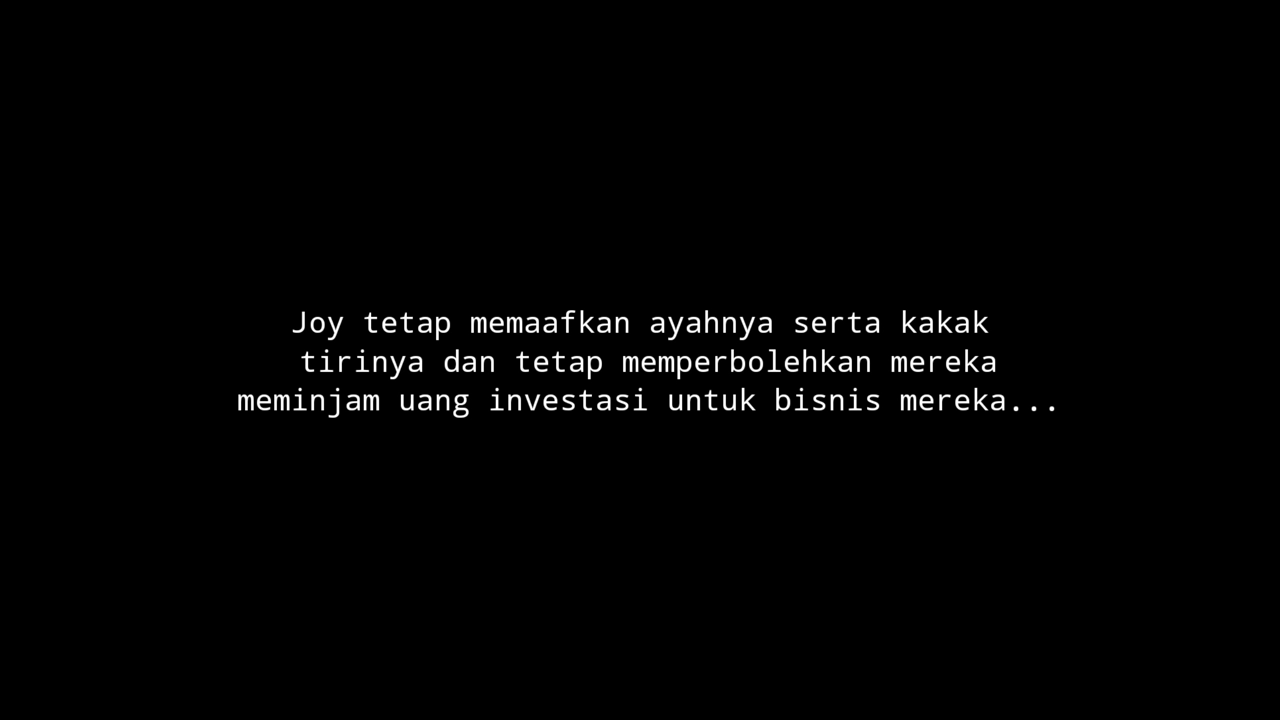 Joy tetap memaafkan ayahnya serta kakak
tirinya dan tetap memperbolehkan mereka
meminjam uang investasi untuk bisnis mereka...